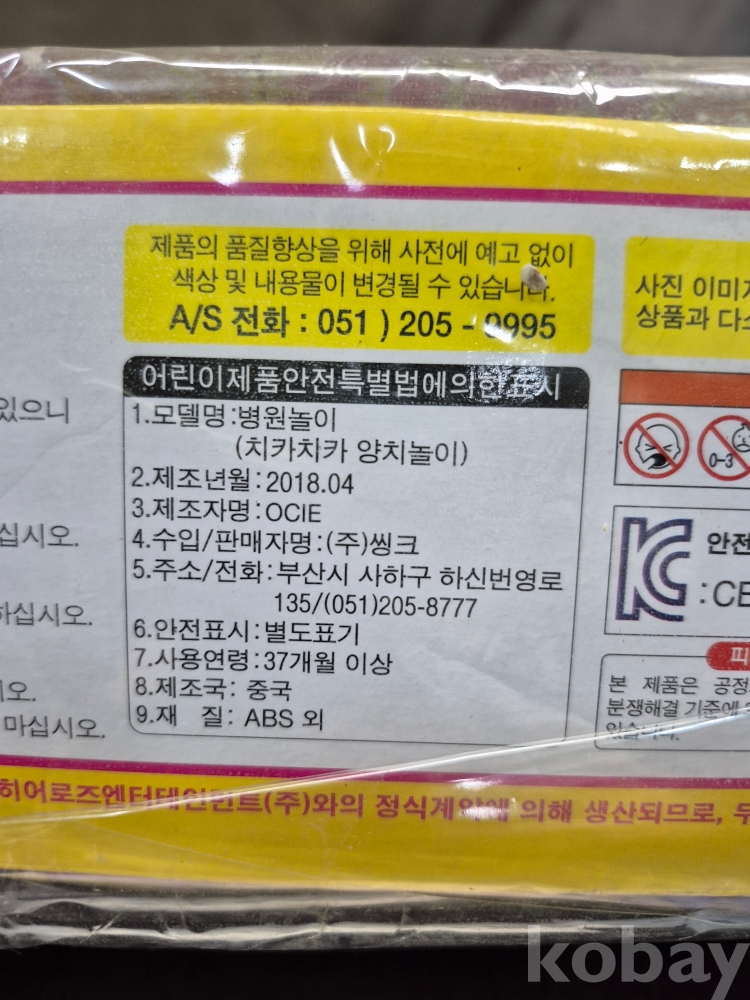 제품의 품질향상을 위해 사전에 예고 없이
색상 및 내용물이 변경될 수 있습니다.
A/S 전화 : 051 ) 205 - 9995
사진 이미지
상품과 다소
어린이제품안전특별법에의한표시
1.모델명:병원놀이
(치카치카 양치놀이)
2.제조년월:2018.04
3.제조자명:OCIE
4.수입/판매자명:(주)씽크
5.주소/전화:부산시 사하구 하신번영로
135/(051)205-8777
6.안전표시:별도표기
7.사용연령:37개월 이상
8.제조국: 중국
9.재 질: ABS 외
있으니
십시오.
하십시오.
오.
마십시오.
0-3
KC
안전
:CB
피
본 제품은 공정
분쟁해결 기준에
있습니다.
히어로즈엔터테인먼트(주)와의 정식계약에 의해 생산되므로, 무
kobay